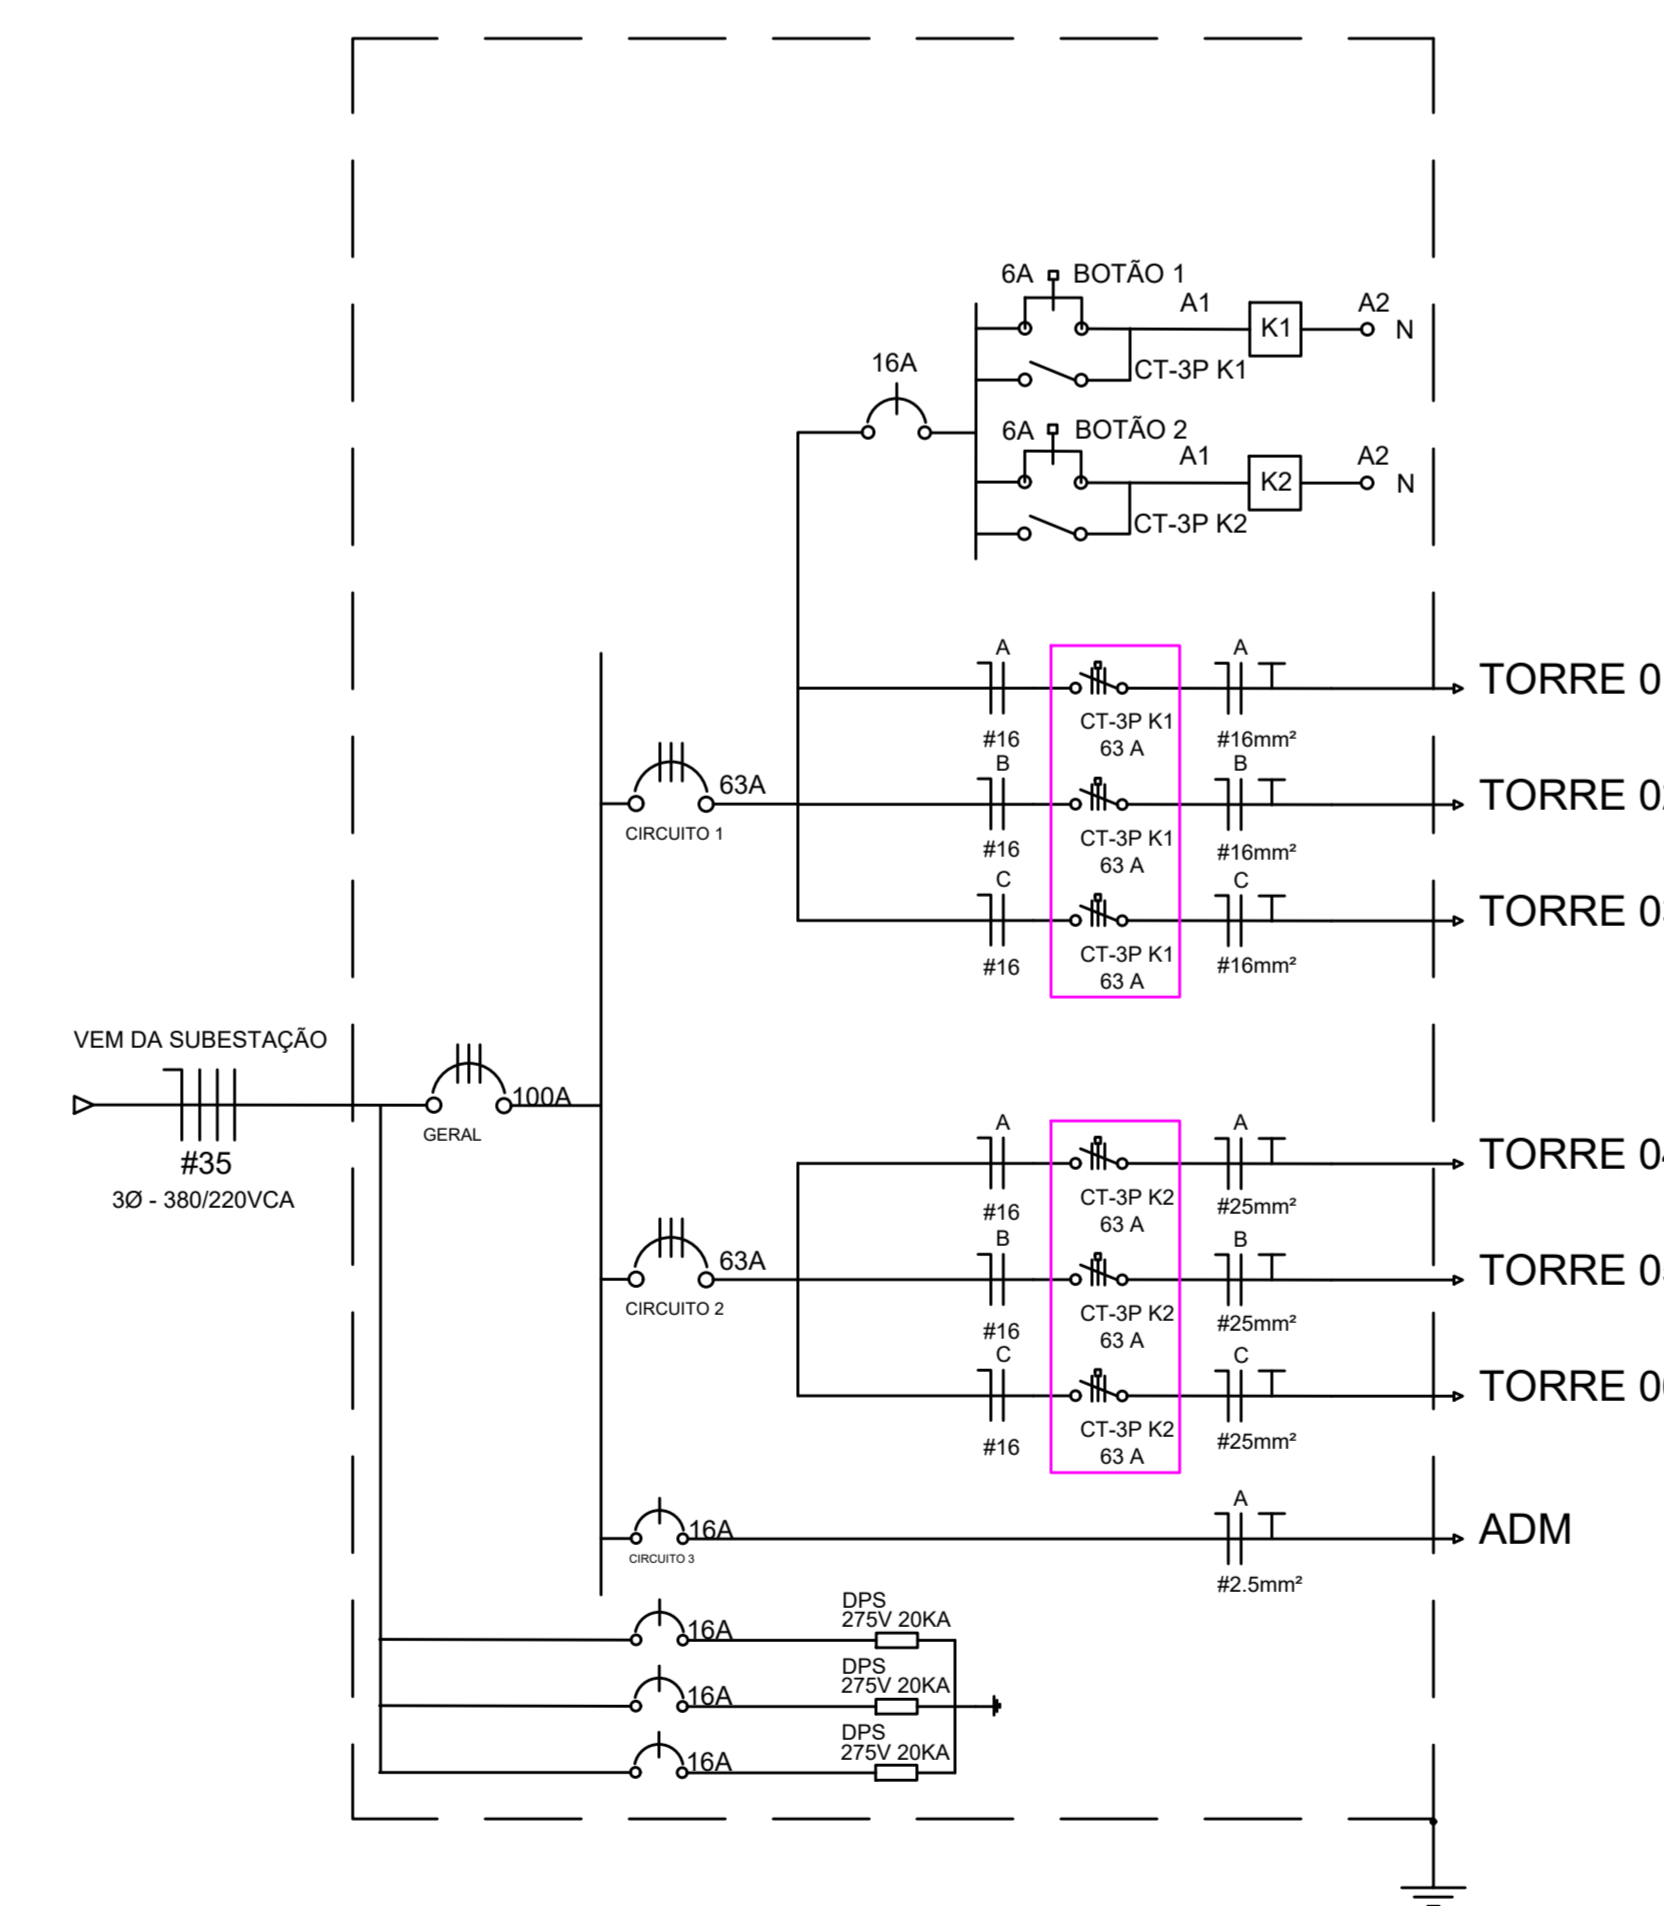 6A BOTÃO 1
A1 A2
K1 N
16A
CT-3P K1
6A BOTÃO 2
A1 A2
K2 N
CT-3P K2
A A
TORRE 0
CT-3P K1
#16 63 A #16mm²
63A
B B
TORRE 0
CIRCUITO 1
CT-3P K1
#16 63 A #16mm²
C C
TORRE 0
CT-3P K1
#16 63 A #16mm²
VEM DA SUBESTAÇÃO
100A
GERAL
#35
3Ø - 380/220VCA
A A
TORRE 04
CT-3P K2
#16 63 A #25mm²
63A
B B
TORRE 0
CIRCUITO 2
CT-3P K2
#16 63 A #25mm²
C C
TORRE 0
CT-3P K2
#16 63 A #25mm²
A
16A
ADM
CIRCUITO 3
#2.5mm²
DPS
16A 275V 20KA
DPS
16A 275V 20KA
DPS
16A 275V 20KA